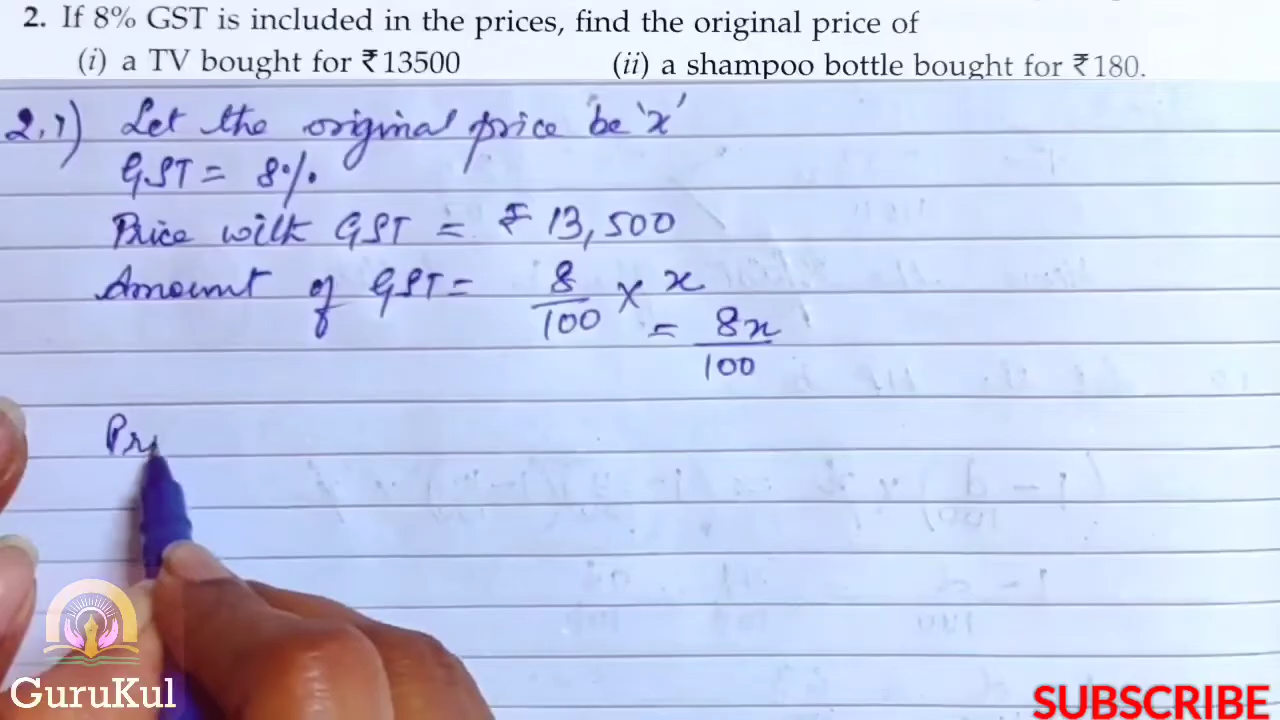 2. If 8% GST is included in the prices, find the original price of
(i) a TV bought for ₹13500 (ii) a shampoo bottle bought for ₹180.
2.1) Let the original price be 'x'
GST = 8%.
Price with GST = ₹ 13,500
Amount of GST = 8/100 × x
= 8x/100
Pri
GuruKul
SUBSCRIBE